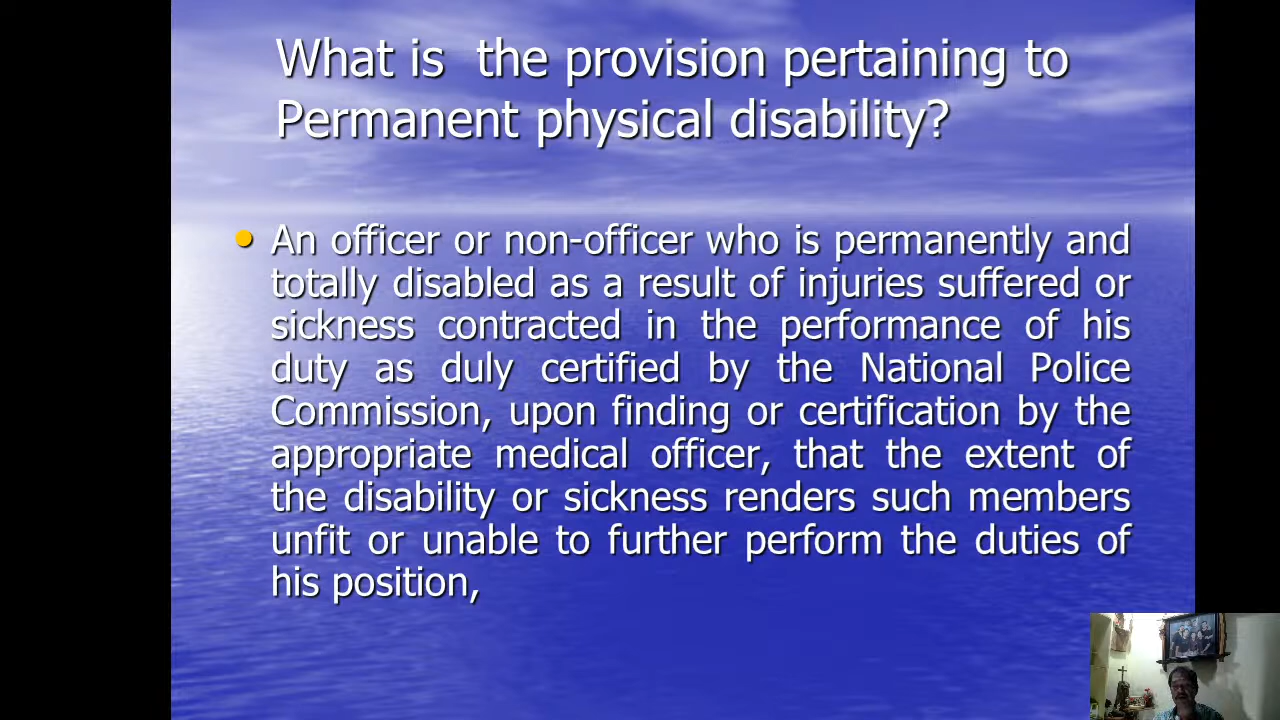 What is  the provision pertaining to
Permanent physical disability?
• An officer or non-officer who is permanently and
totally disabled as a result of injuries suffered or
sickness contracted in the performance of his
duty as duly certified by the National Police
Commission, upon finding or certification by the
appropriate medical officer, that the extent of
the disability or sickness renders such members
unfit or unable to further perform the duties of
his position,